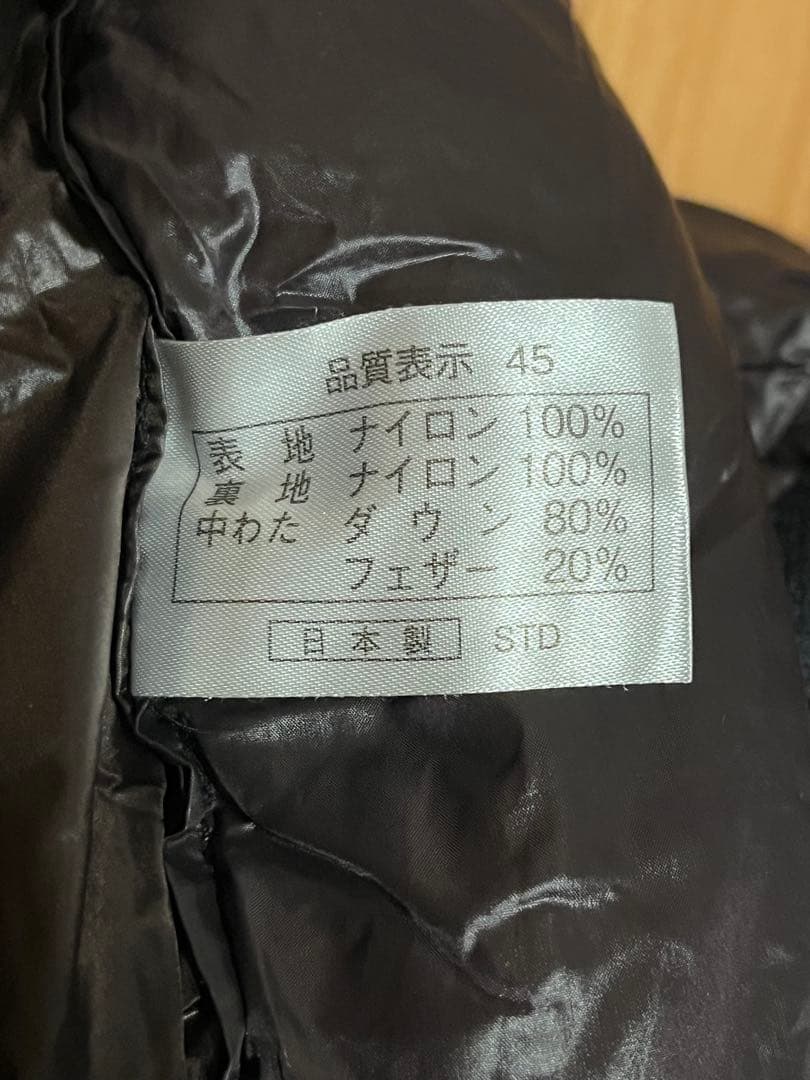 品質表示 45
表地 ナイロン 100%
裏地 ナイロン 100%
中わた ダウン 80%
フェザー 20%
日本製 STD